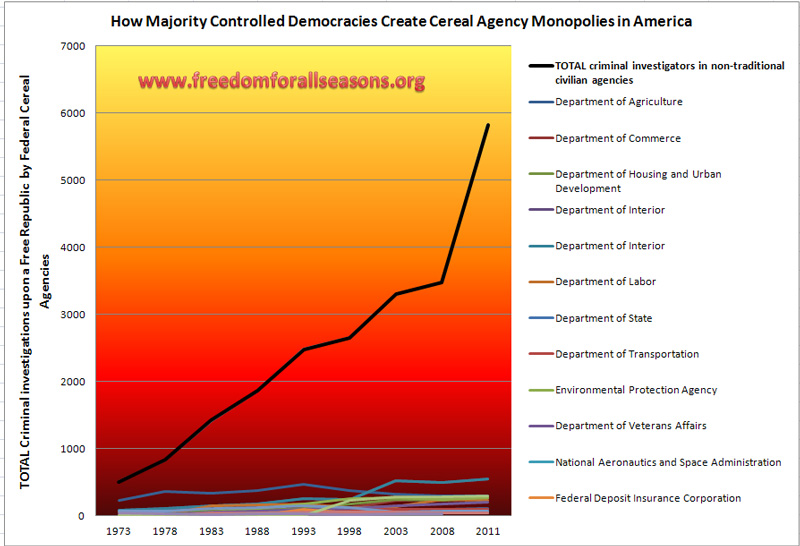 How Majority Controlled Democracies Create Cereal Agency Monopolies in America
TOTAL Criminal investigations upon a Free Republic by Federal Cereal
Agencies
7000
6000
5000
4000
3000
2000
1000
0
www.freedomforallseasons.org
1973 1978 1983 1988 1993 1998 2003 2008 2011
TOTAL criminal investigators in non-traditional
civilian agencies
Department of Agriculture
Department of Commerce
Department of Housing and Urban
Development
Department of Interior
Department of Interior
Department of Labor
Department of State
Department of Transportation
Environmental Protection Agency
Department of Veterans Affairs
National Aeronautics and Space Administration
Federal Deposit Insurance Corporation